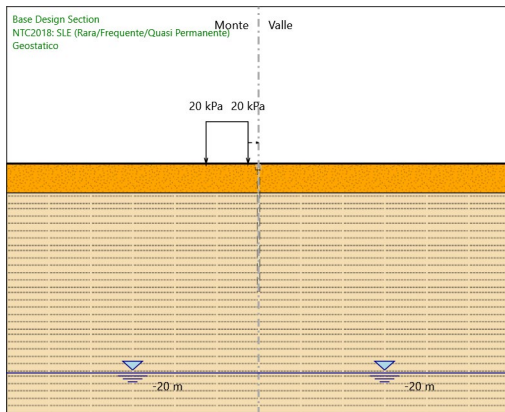 Base Design Section
NTC2018: SLE (Rara/Frequente/Quasi Permanente)
Geostatico
Monte Valle
20 kPa 20 kPa
-20 m -20 m